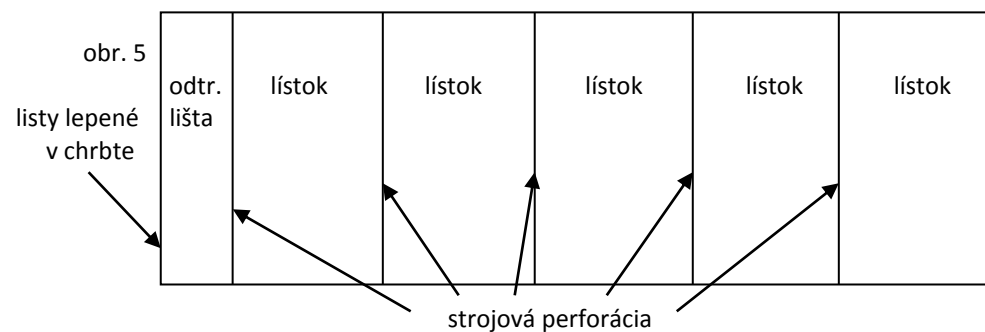 obr. 5
odtr.
lišta
lístok
lístok
lístok
lístok
lístok
listy lepené
v chrbte
strojová perforácia